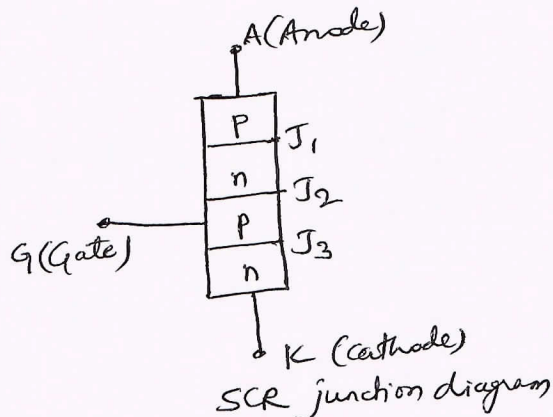 A (Anode)
P
J1
n
J2
P
G (Gate)
J3
n
K (Cathode)
SCR junction diagram